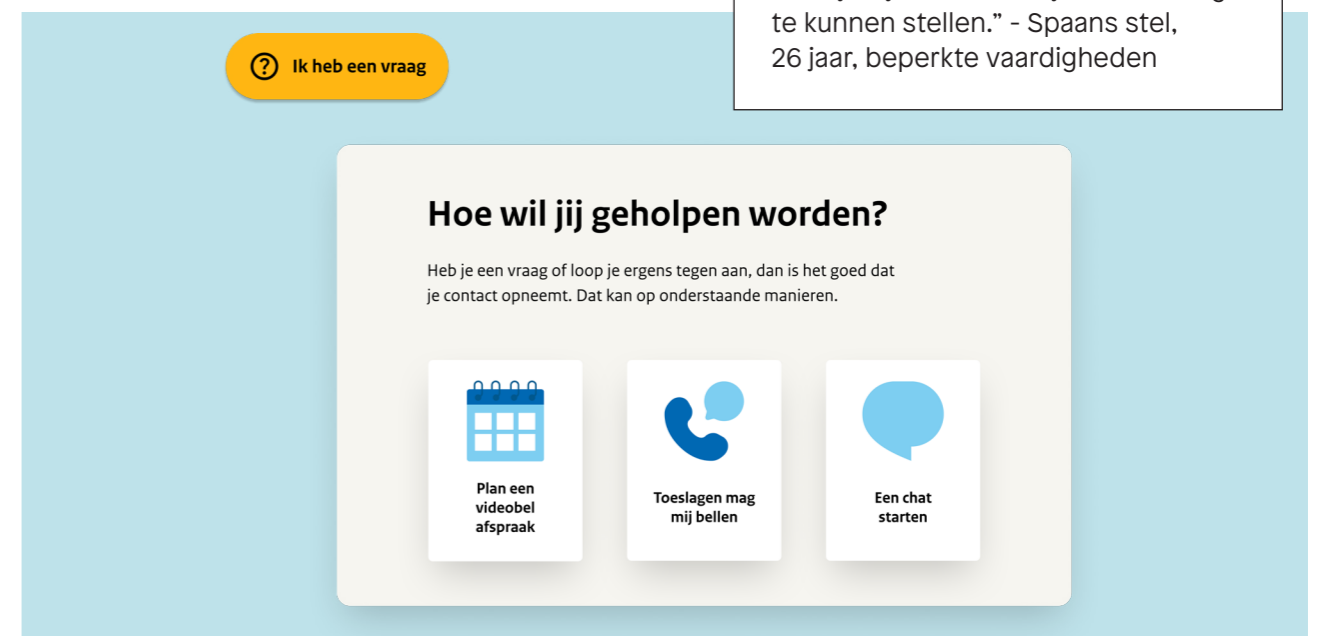 te kunnen stellen.” - Spaans stel,
26 jaar, beperkte vaardigheden
Ik heb een vraag
Hoe wil jij geholpen worden?
Heb je een vraag of loop je ergens tegen aan, dan is het goed dat
je contact opneemt. Dat kan op onderstaande manieren.
Plan een
videobel
afspraak
Toeslagen mag
mij bellen
Een chat
starten